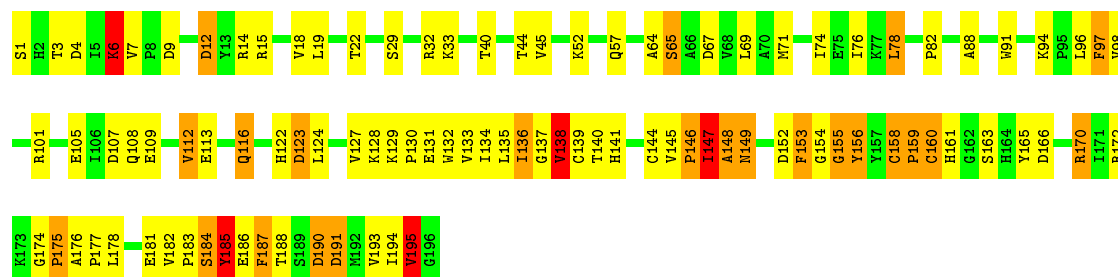 S1 H2 T3 D4 I5 K6 V7 P8 D9 D12 Y13 R14 R15 V18 L19 T22 S29 R32 K33 T40 T44 V45 K52 Q57 A64 S65 A66 D67 V68 L69 A70 M71 I74 E75 I76 K77 L78 P82 A88 W91 K94 P95 L96 F97
R101 E105 I106 D107 Q108 E109 V112 E113 Q116 H122 D123 L124 V127 K128 K129 P130 E131 W132 V133 I134 L135 I136 G137 V138 C139 T140 H141 C144 V145 P146 I147 A148 N149 D152 F153 G154 G155 Y156 Y157 C158 P159 C160 H161 G162 S163 H164 Y165 D166 R170 I171
K173 G174 P175 A176 P177 L178 E181 V182 P183 S184 Y185 E186 F187 T188 S189 D190 D191 M192 V193 I194 V195 G196